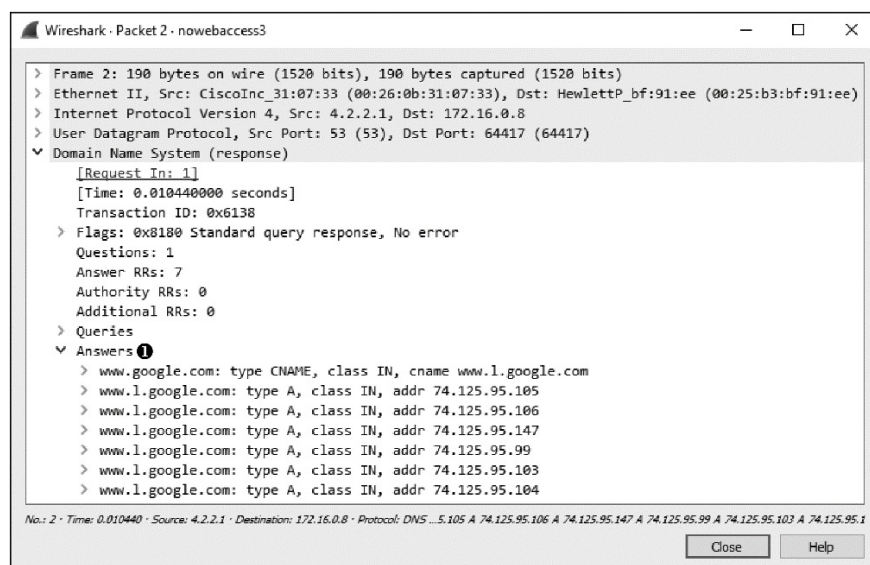 Wireshark · Packet 2 · nowebaccess3
> Frame 2: 190 bytes on wire (1520 bits), 190 bytes captured (1520 bits)
> Ethernet II, Src: CiscoInc_31:07:33 (00:26:0b:31:07:33), Dst: HewlettP_bf:91:ee (00:25:b3:bf:91:ee)
> Internet Protocol Version 4, Src: 4.2.2.1, Dst: 172.16.0.8
> User Datagram Protocol, Src Port: 53 (53), Dst Port: 64417 (64417)
Domain Name System (response)
[Request In: 1]
[Time: 0.010440000 seconds]
Transaction ID: 0x6138
> Flags: 0x8180 Standard query response, No error
Questions: 1
Answer RRs: 7
Authority RRs: 0
Additional RRs: 0
> Queries
Answers ❶
> www.google.com: type CNAME, class IN, cname www.l.google.com
> www.l.google.com: type A, class IN, addr 74.125.95.105
> www.l.google.com: type A, class IN, addr 74.125.95.106
> www.l.google.com: type A, class IN, addr 74.125.95.147
> www.l.google.com: type A, class IN, addr 74.125.95.99
> www.l.google.com: type A, class IN, addr 74.125.95.103
> www.l.google.com: type A, class IN, addr 74.125.95.104
No.: 2 · Time: 0.010440 · Source: 4.2.2.1 · Destination: 172.16.0.8 · Protocol: DNS ...5.105 A 74.125.95.106 A 74.125.95.147 A 74.125.95.99 A 74.125.95.103 A 74.125.95.1
Close Help